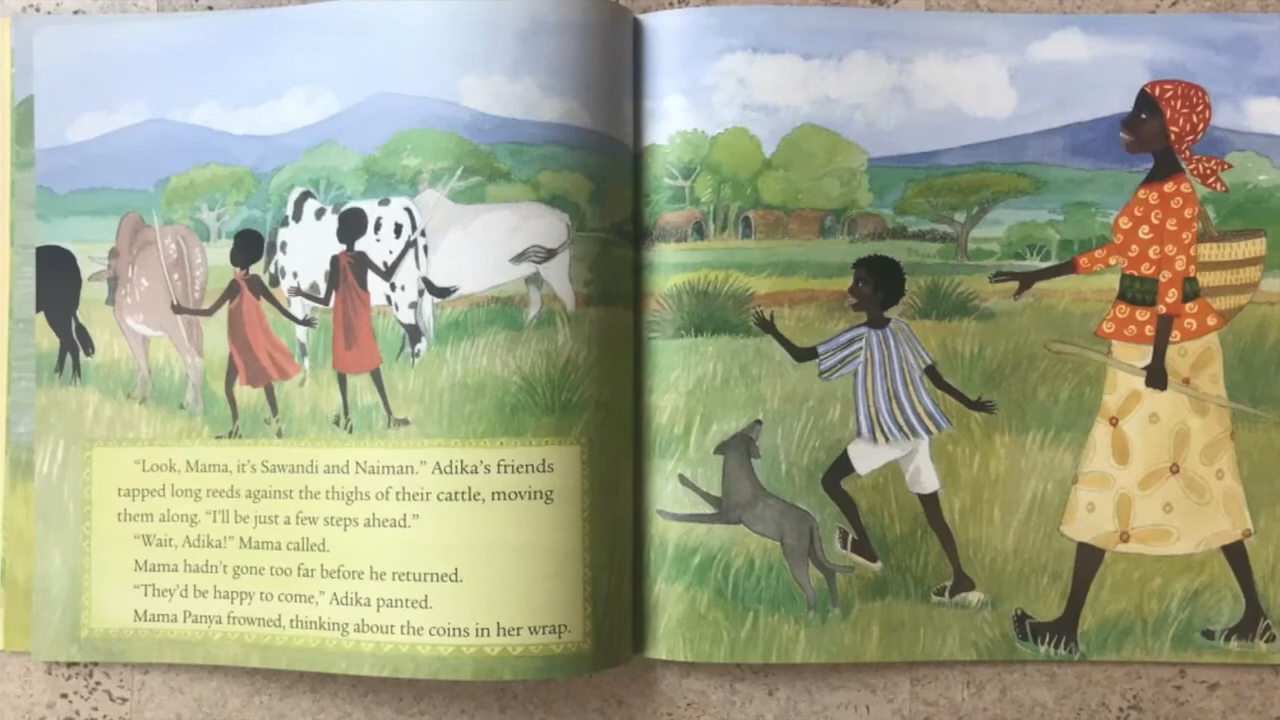 “Look, Mama, it’s Sawandi and Naiman.” Adika’s friends
tapped long reeds against the thighs of their cattle, moving
them along. “I’ll be just a few steps ahead.”
“Wait, Adika!” Mama called.
Mama hadn’t gone too far before he returned.
“They’d be happy to come,” Adika panted.
Mama Panya frowned, thinking about the coins in her wrap.